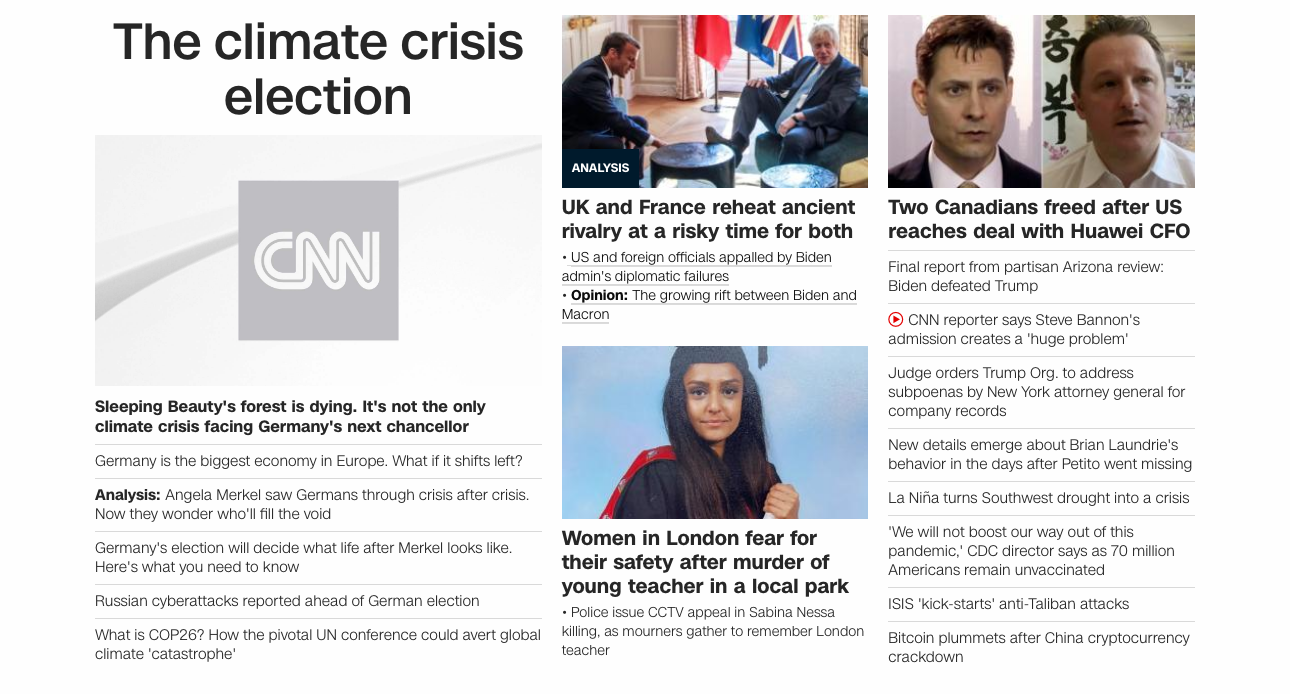 The climate crisis
election
CNN
Sleeping Beauty's forest is dying. It's not the only
climate crisis facing Germany's next chancellor
Germany is the biggest economy in Europe. What if it shifts left?
Analysis: Angela Merkel saw Germans through crisis after crisis.
Now they wonder who'll fill the void
Germany's election will decide what life after Merkel looks like.
Here's what you need to know
Russian cyberattacks reported ahead of German election
What is COP26? How the pivotal UN conference could avert global
climate 'catastrophe'
ANALYSIS
UK and France reheat ancient
rivalry at a risky time for both
• US and foreign officials appalled by Biden
admin's diplomatic failures
• Opinion: The growing rift between Biden and
Macron
Women in London fear for
their safety after murder of
young teacher in a local park
• Police issue CCTV appeal in Sabina Nessa
killing, as mourners gather to remember London
teacher
충
복
Two Canadians freed after US
reaches deal with Huawei CFO
Final report from partisan Arizona review:
Biden defeated Trump
CNN reporter says Steve Bannon's
admission creates a 'huge problem'
Judge orders Trump Org. to address
subpoenas by New York attorney general for
company records
New details emerge about Brian Laundrie's
behavior in the days after Petito went missing
La Niña turns Southwest drought into a crisis
'We will not boost our way out of this
pandemic,' CDC director says as 70 million
Americans remain unvaccinated
ISIS 'kick-starts' anti-Taliban attacks
Bitcoin plummets after China cryptocurrency
crackdown